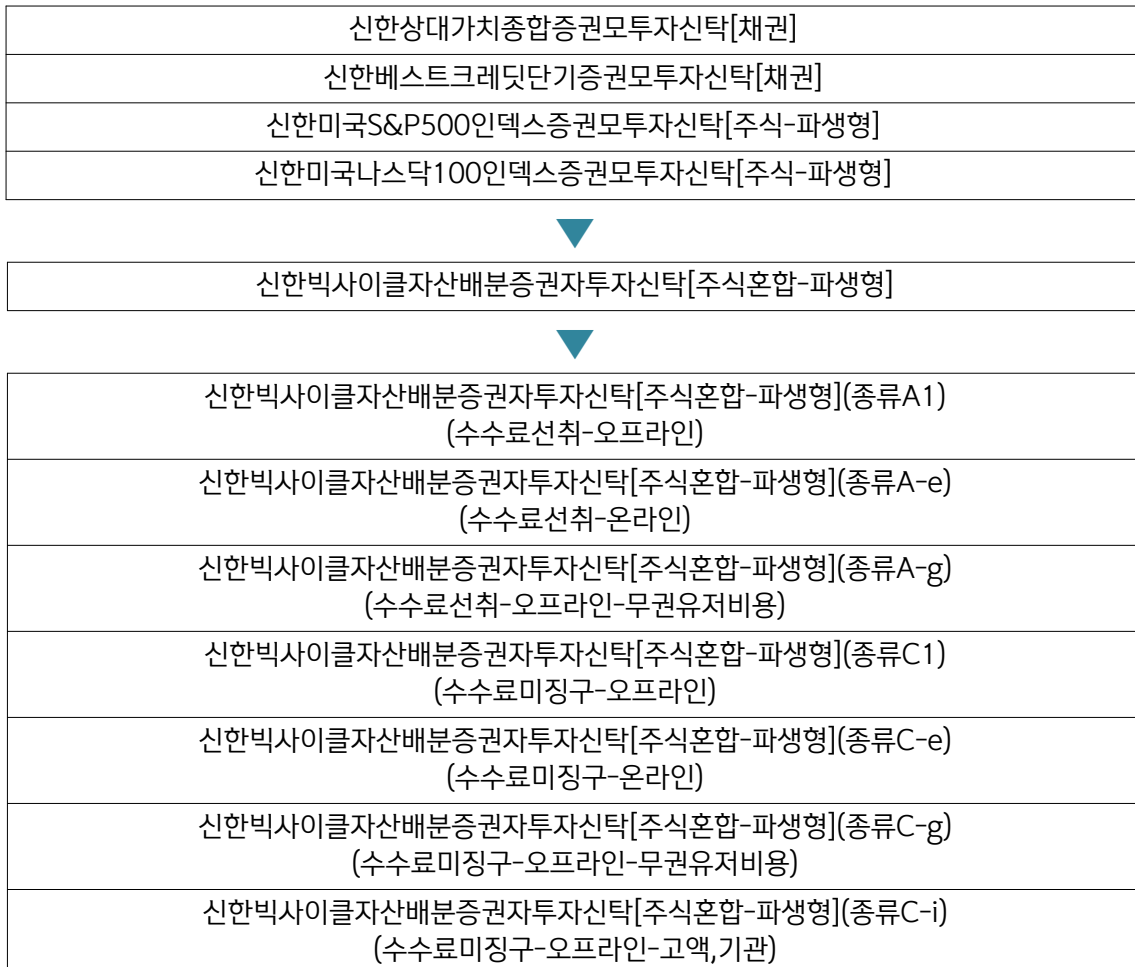 신한상대가치종합증권모투자신탁[채권]
신한베스트크레딧단기증권모투자신탁[채권]
신한미국S&P500인덱스증권모투자신탁[주식-파생형]
신한미국나스닥100인덱스증권모투자신탁[주식-파생형]
신한빅사이클자산배분증권자투자신탁[주식혼합-파생형]
신한빅사이클자산배분증권자투자신탁[주식혼합-파생형](종류A1)
(수수료선취-오프라인)
신한빅사이클자산배분증권자투자신탁[주식혼합-파생형](종류A-e)
(수수료선취-온라인)
신한빅사이클자산배분증권자투자신탁[주식혼합-파생형](종류A-g)
(수수료선취-오프라인-무권유저비용)
신한빅사이클자산배분증권자투자신탁[주식혼합-파생형](종류C1)
(수수료미징구-오프라인)
신한빅사이클자산배분증권자투자신탁[주식혼합-파생형](종류C-e)
(수수료미징구-온라인)
신한빅사이클자산배분증권자투자신탁[주식혼합-파생형](종류C-g)
(수수료미징구-오프라인-무권유저비용)
신한빅사이클자산배분증권자투자신탁[주식혼합-파생형](종류C-i)
(수수료미징구-오프라인-고액,기관)